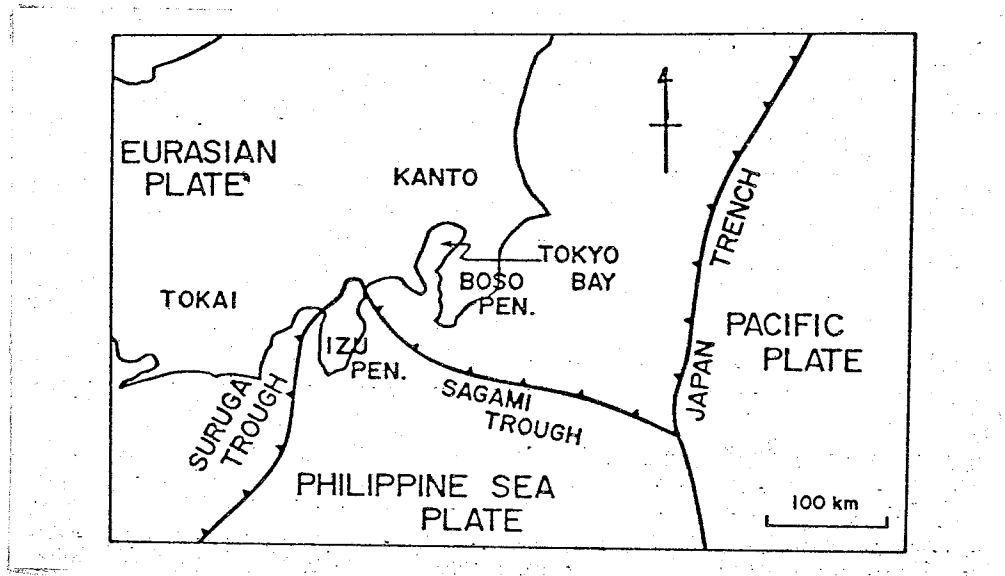 EURASIAN
PLATE
KANTO
TOKYO
BAY
BOSO
PEN.
TOKAI
IZU
PEN.
SURUGA
TROUGH
SAGAMI
TROUGH
JAPAN TRENCH
PACIFIC
PLATE
PHILIPPINE SEA
PLATE
100 km